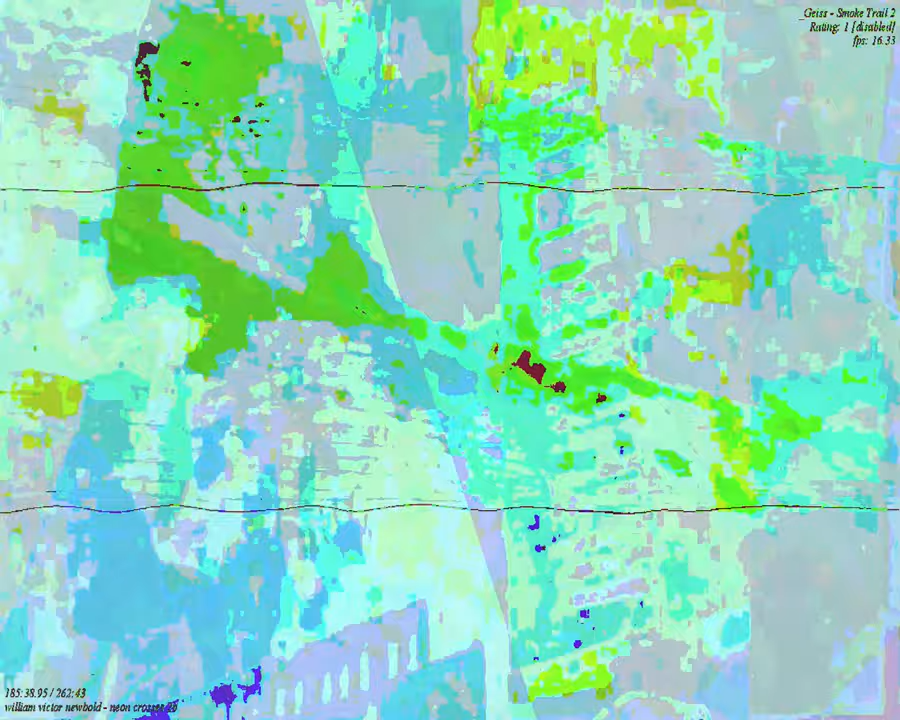 _Geiss - Smoke Trail 2
Rating: 1 [disabled]
fps: 16.33
185:38.95 / 262:43
william victor newbold - neon crosses